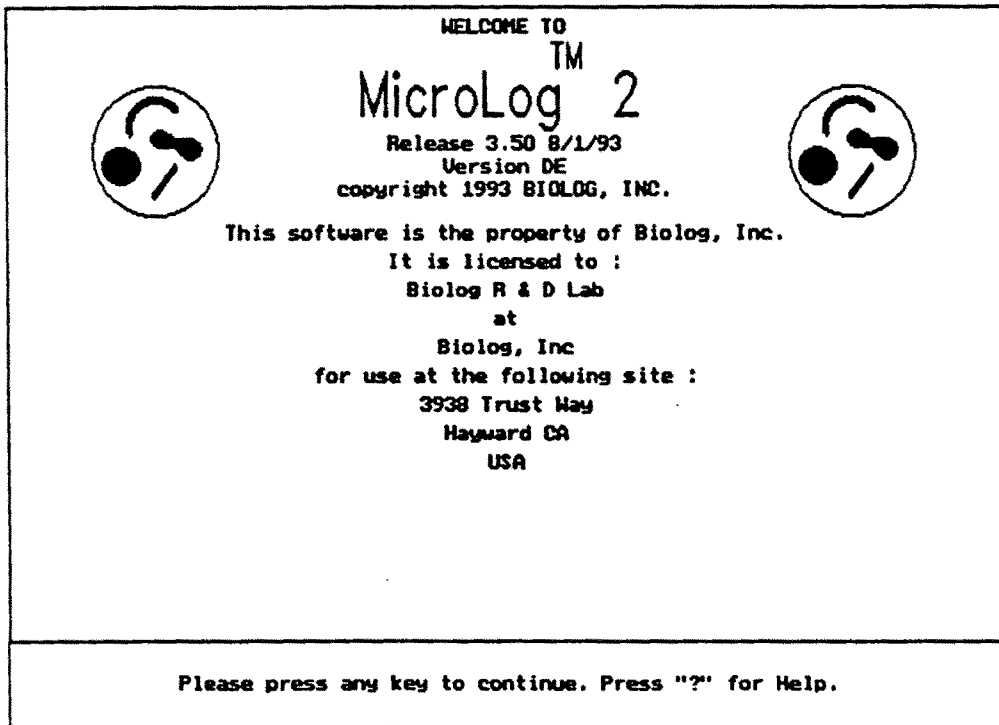 WELCOME TO
MicroLog™ 2
Release 3.50 8/1/93
Version DE
copyright 1993 BIOLOG, INC.
This software is the property of Biolog, Inc.
It is licensed to :
Biolog R & D Lab
at
Biolog, Inc
for use at the following site :
3938 Trust Way
Hayward CA
USA
Please press any key to continue. Press "?" for Help.